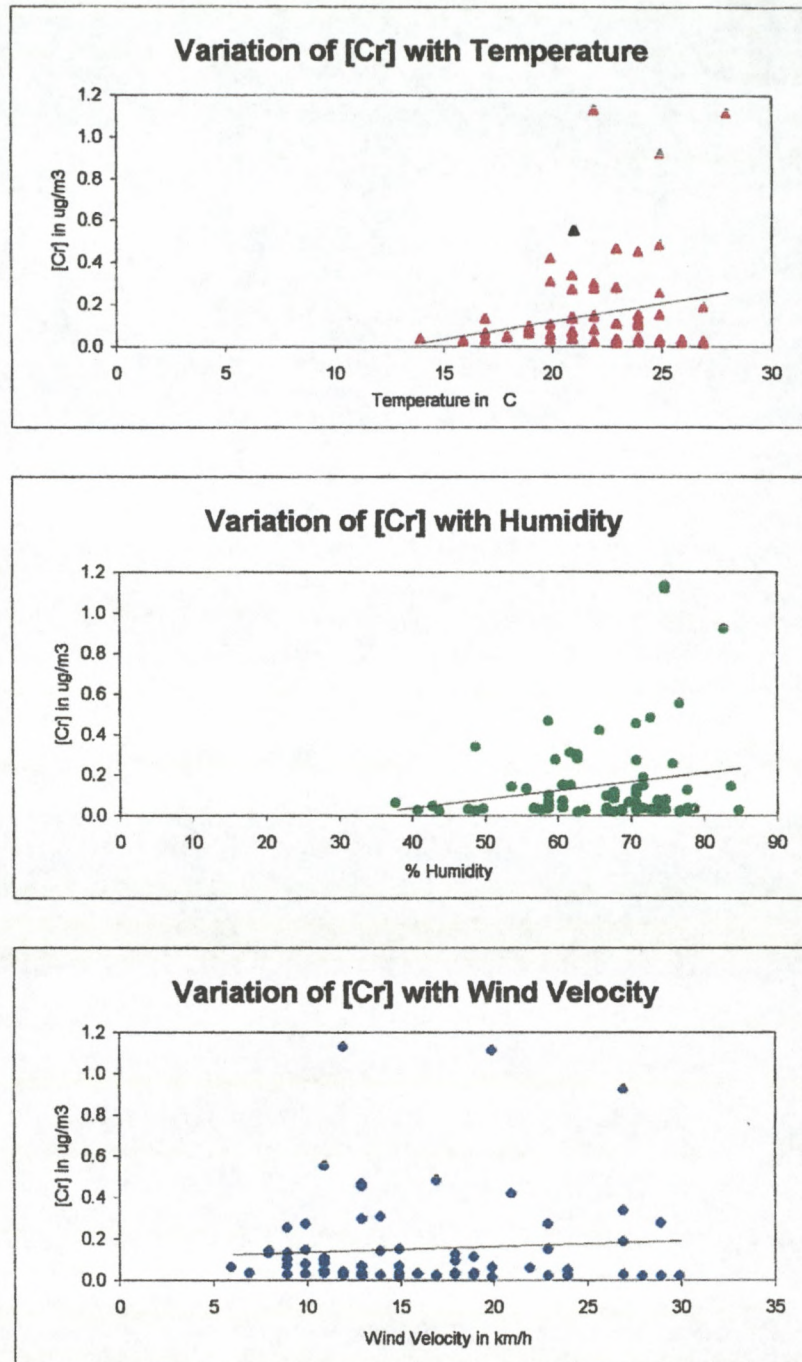 Variation of [Cr] with Temperature
1.2
1.0
0.8
0.6
0.4
0.2
0.0
[Cr] in ug/m3
0 5 10 15 20 25 30
Temperature in C
Variation of [Cr] with Humidity
1.2
1.0
0.8
0.6
0.4
0.2
0.0
[Cr] in ug/m3
0 10 20 30 40 50 60 70 80 90
% Humidity
Variation of [Cr] with Wind Velocity
1.2
1.0
0.8
0.6
0.4
0.2
0.0
[Cr] in ug/m3
0 5 10 15 20 25 30 35
Wind Velocity in km/h